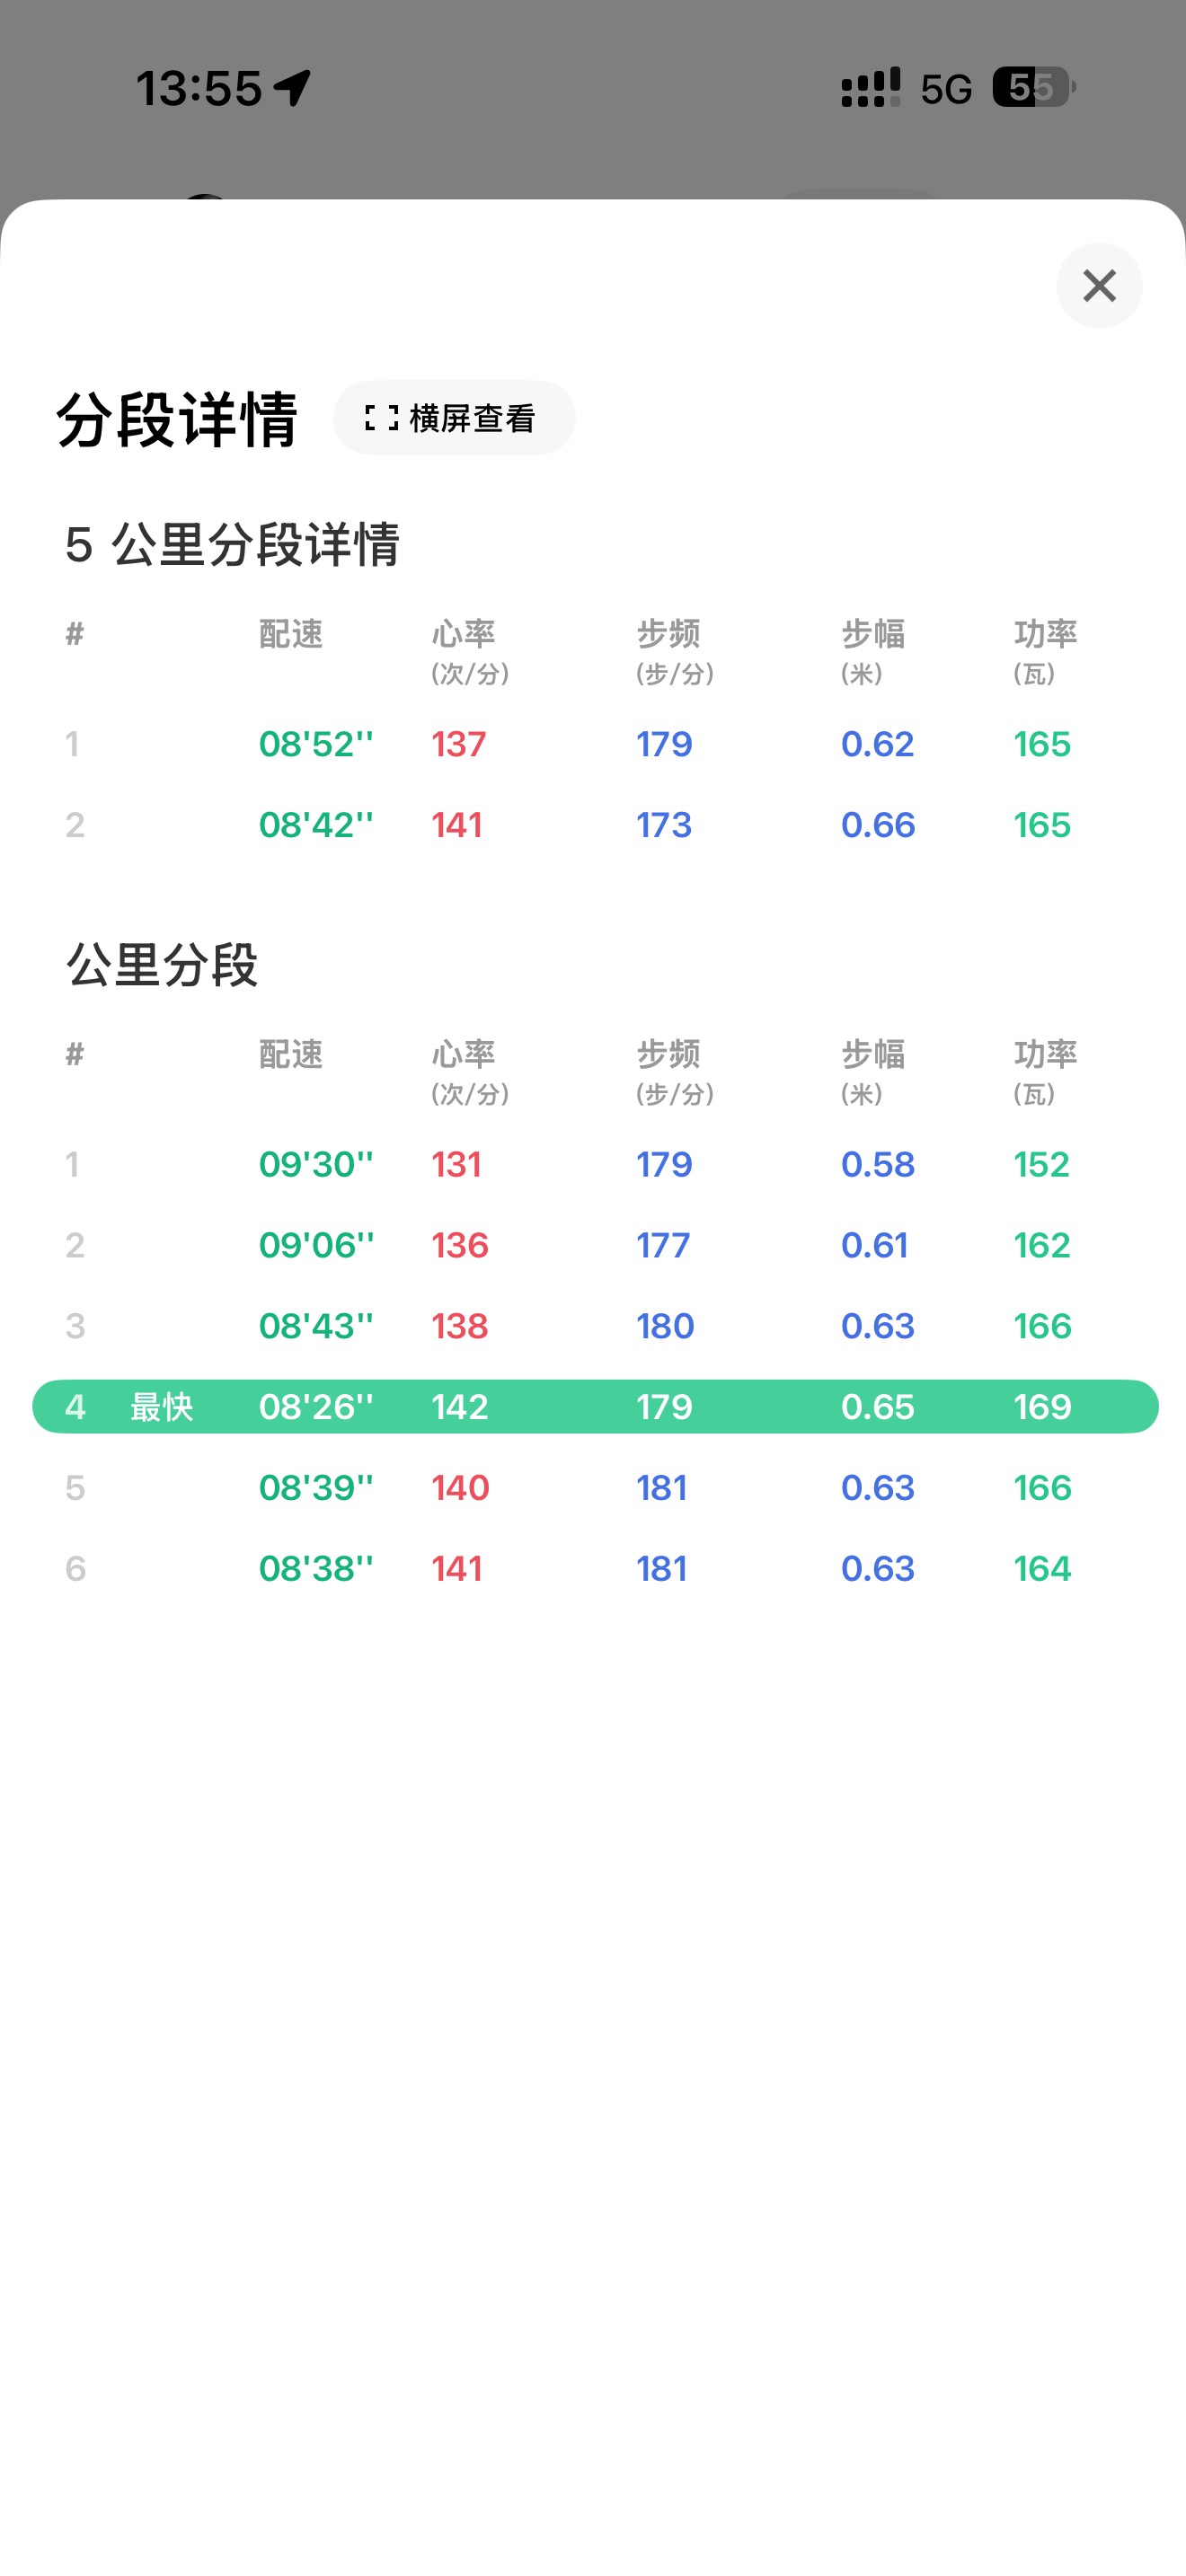 13:55 5G 55
分段详情 横屏查看
5 公里分段详情
# 配速 心率 步频 步幅 功率
(次/分) (步/分) (米) (瓦)
1 08'52'' 137 179 0.62 165
2 08'42'' 141 173 0.66 165
公里分段
# 配速 心率 步频 步幅 功率
(次/分) (步/分) (米) (瓦)
1 09'30'' 131 179 0.58 152
2 09'06'' 136 177 0.61 162
3 08'43'' 138 180 0.63 166
4 最快 08'26'' 142 179 0.65 169
5 08'39'' 140 181 0.63 166
6 08'38'' 141 181 0.63 164